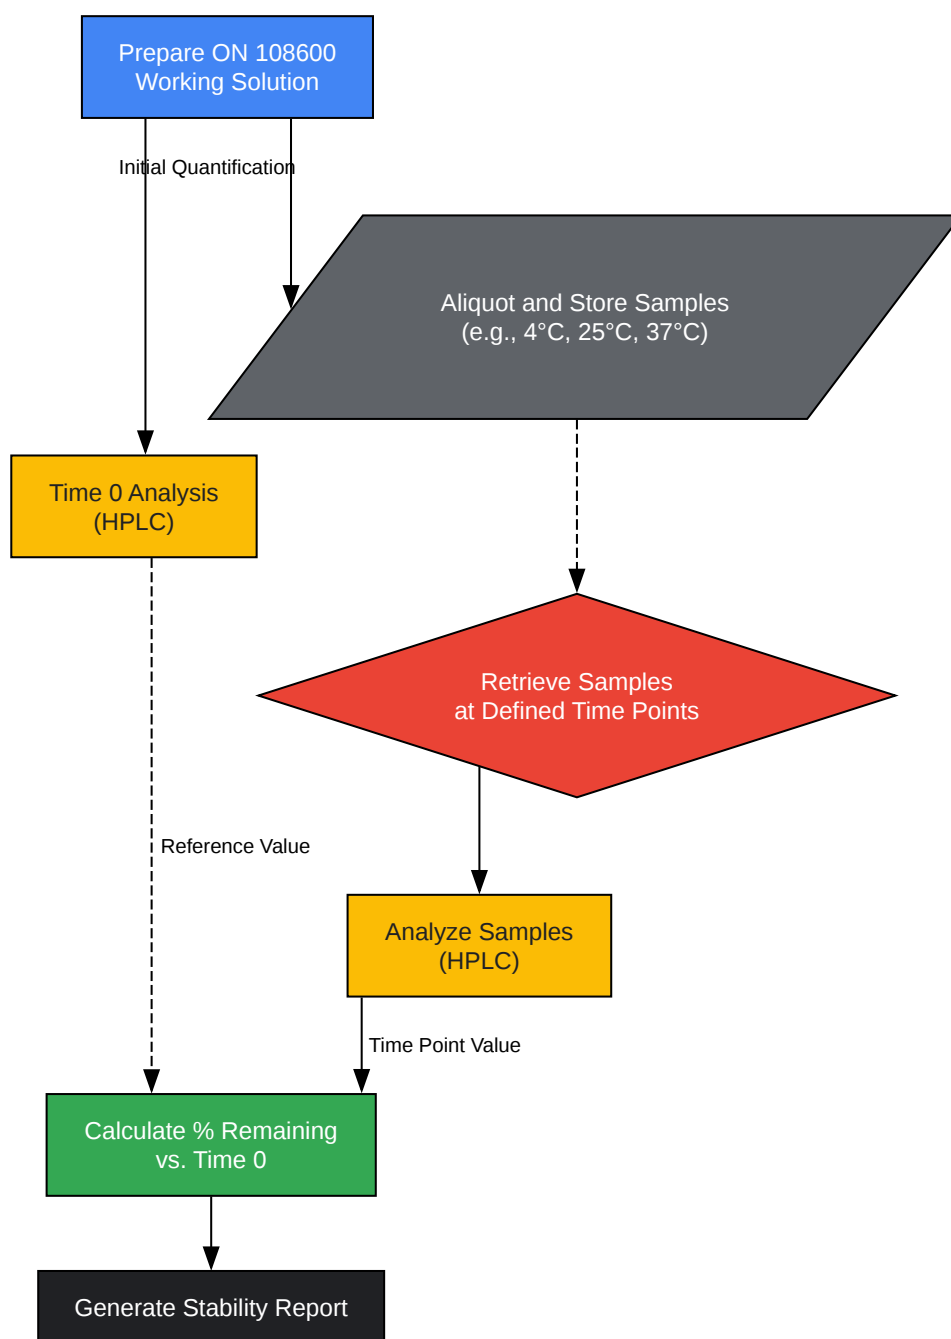 Prepare ON 108600
Working Solution
Initial Quantification
Aliquot and Store Samples
(e.g., 4°C, 25°C, 37°C)
Time 0 Analysis
(HPLC)
Retrieve Samples
at Defined Time Points
Reference Value
Analyze Samples
(HPLC)
Time Point Value
Calculate % Remaining
vs. Time 0
Generate Stability Report